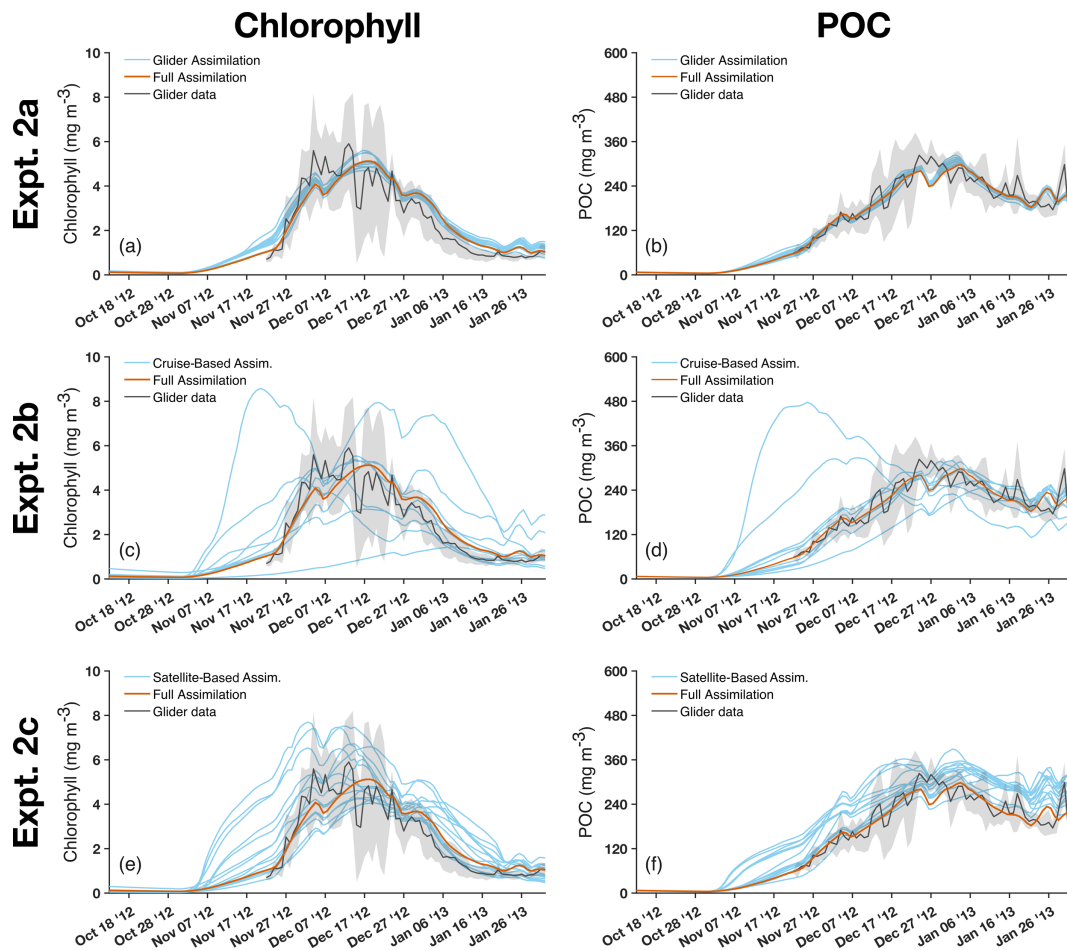 Chlorophyll
POC
Expt. 2a
Chlorophyll (mg m⁻³)
10
8
6
4
2
0
Glider Assimilation
Full Assimilation
Glider data
(a)
Oct 18 '12
Oct 28 '12
Nov 07 '12
Nov 17 '12
Nov 27 '12
Dec 07 '12
Dec 17 '12
Dec 27 '12
Jan 06 '13
Jan 16 '13
Jan 26 '13
POC (mg m⁻³)
600
480
360
240
120
0
Glider Assimilation
Full Assimilation
Glider data
(b)
Oct 18 '12
Oct 28 '12
Nov 07 '12
Nov 17 '12
Nov 27 '12
Dec 07 '12
Dec 17 '12
Dec 27 '12
Jan 06 '13
Jan 16 '13
Jan 26 '13
Expt. 2b
Chlorophyll (mg m⁻³)
10
8
6
4
2
0
Cruise-Based Assim.
Full Assimilation
Glider data
(c)
Oct 18 '12
Oct 28 '12
Nov 07 '12
Nov 17 '12
Nov 27 '12
Dec 07 '12
Dec 17 '12
Dec 27 '12
Jan 06 '13
Jan 16 '13
Jan 26 '13
POC (mg m⁻³)
600
480
360
240
120
0
Cruise-Based Assim.
Full Assimilation
Glider data
(d)
Oct 18 '12
Oct 28 '12
Nov 07 '12
Nov 17 '12
Nov 27 '12
Dec 07 '12
Dec 17 '12
Dec 27 '12
Jan 06 '13
Jan 16 '13
Jan 26 '13
Expt. 2c
Chlorophyll (mg m⁻³)
10
8
6
4
2
0
Satellite-Based Assim.
Full Assimilation
Glider data
(e)
Oct 18 '12
Oct 28 '12
Nov 07 '12
Nov 17 '12
Nov 27 '12
Dec 07 '12
Dec 17 '12
Dec 27 '12
Jan 06 '13
Jan 16 '13
Jan 26 '13
POC (mg m⁻³)
600
480
360
240
120
0
Satellite-Based Assim.
Full Assimilation
Glider data
(f)
Oct 18 '12
Oct 28 '12
Nov 07 '12
Nov 17 '12
Nov 27 '12
Dec 07 '12
Dec 17 '12
Dec 27 '12
Jan 06 '13
Jan 16 '13
Jan 26 '13